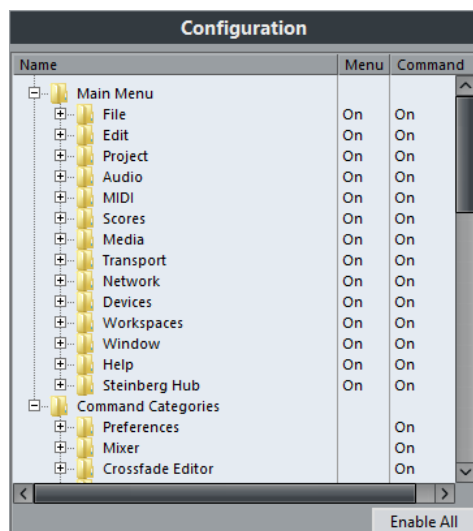 Configuration
Name Menu Command
Main Menu
File On On
Edit On On
Project On On
Audio On On
MIDI On On
Scores On On
Media On On
Transport On On
Network On On
Devices On On
Workspaces On On
Window On On
Help On On
Steinberg Hub On On
Command Categories
Preferences On
Mixer On
Crossfade Editor On
Enable All